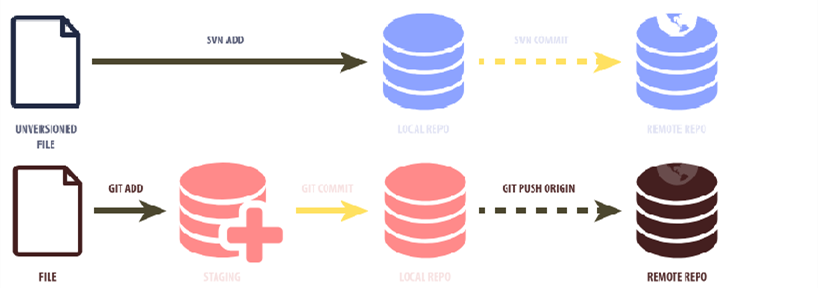 SVN ADD
SVN COMMIT
UNVERSIONED
FILE
LOCAL REPO
REMOTE REPO
GIT ADD
GIT COMMIT
GIT PUSH ORIGIN
FILE
STAGING
LOCAL REPO
REMOTE REPO